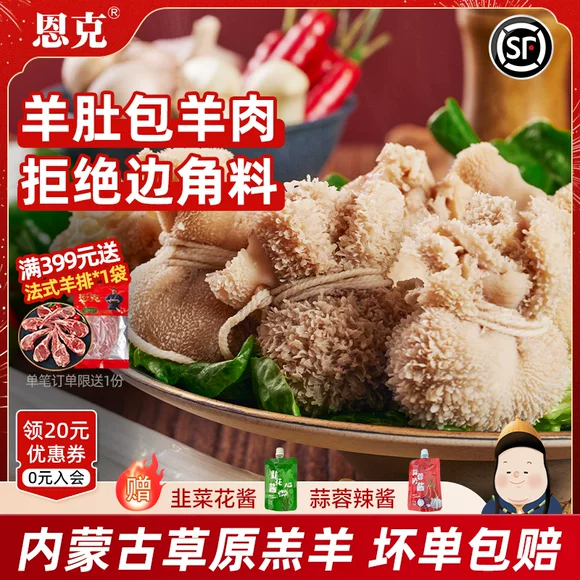 恩克®
SF
羊肚包羊肉
拒绝边角料
满399元送
法式羊排*1袋
恩克
单笔订单限送1份
领20元
优惠券
0元入会
赠
韭菜花酱
蒜蓉辣酱
内蒙古草原羔羊 坏单包赔